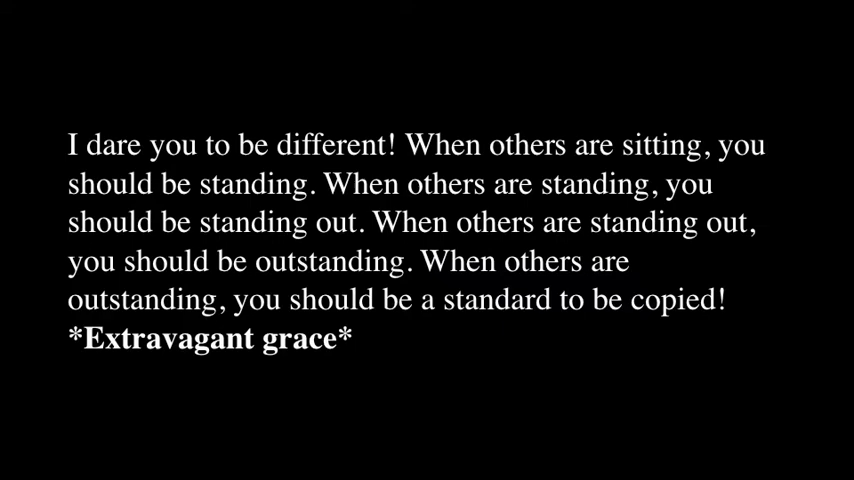 I dare you to be different! When others are sitting, you
should be standing. When others are standing, you
should be standing out. When others are standing out,
you should be outstanding. When others are
outstanding, you should be a standard to be copied!
*Extravagant grace*